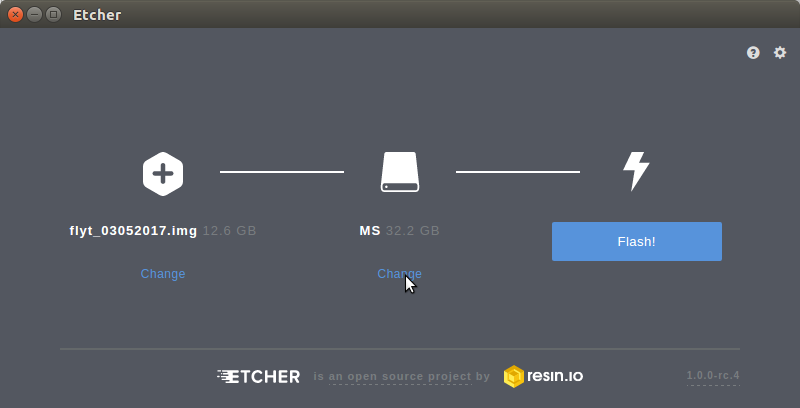 Etcher
flyt_03052017.img 12.6 GB
MS 32.2 GB
Flash!
Change
Change
ETCHER is an open source project by resin.io 1.0.0-rc.4